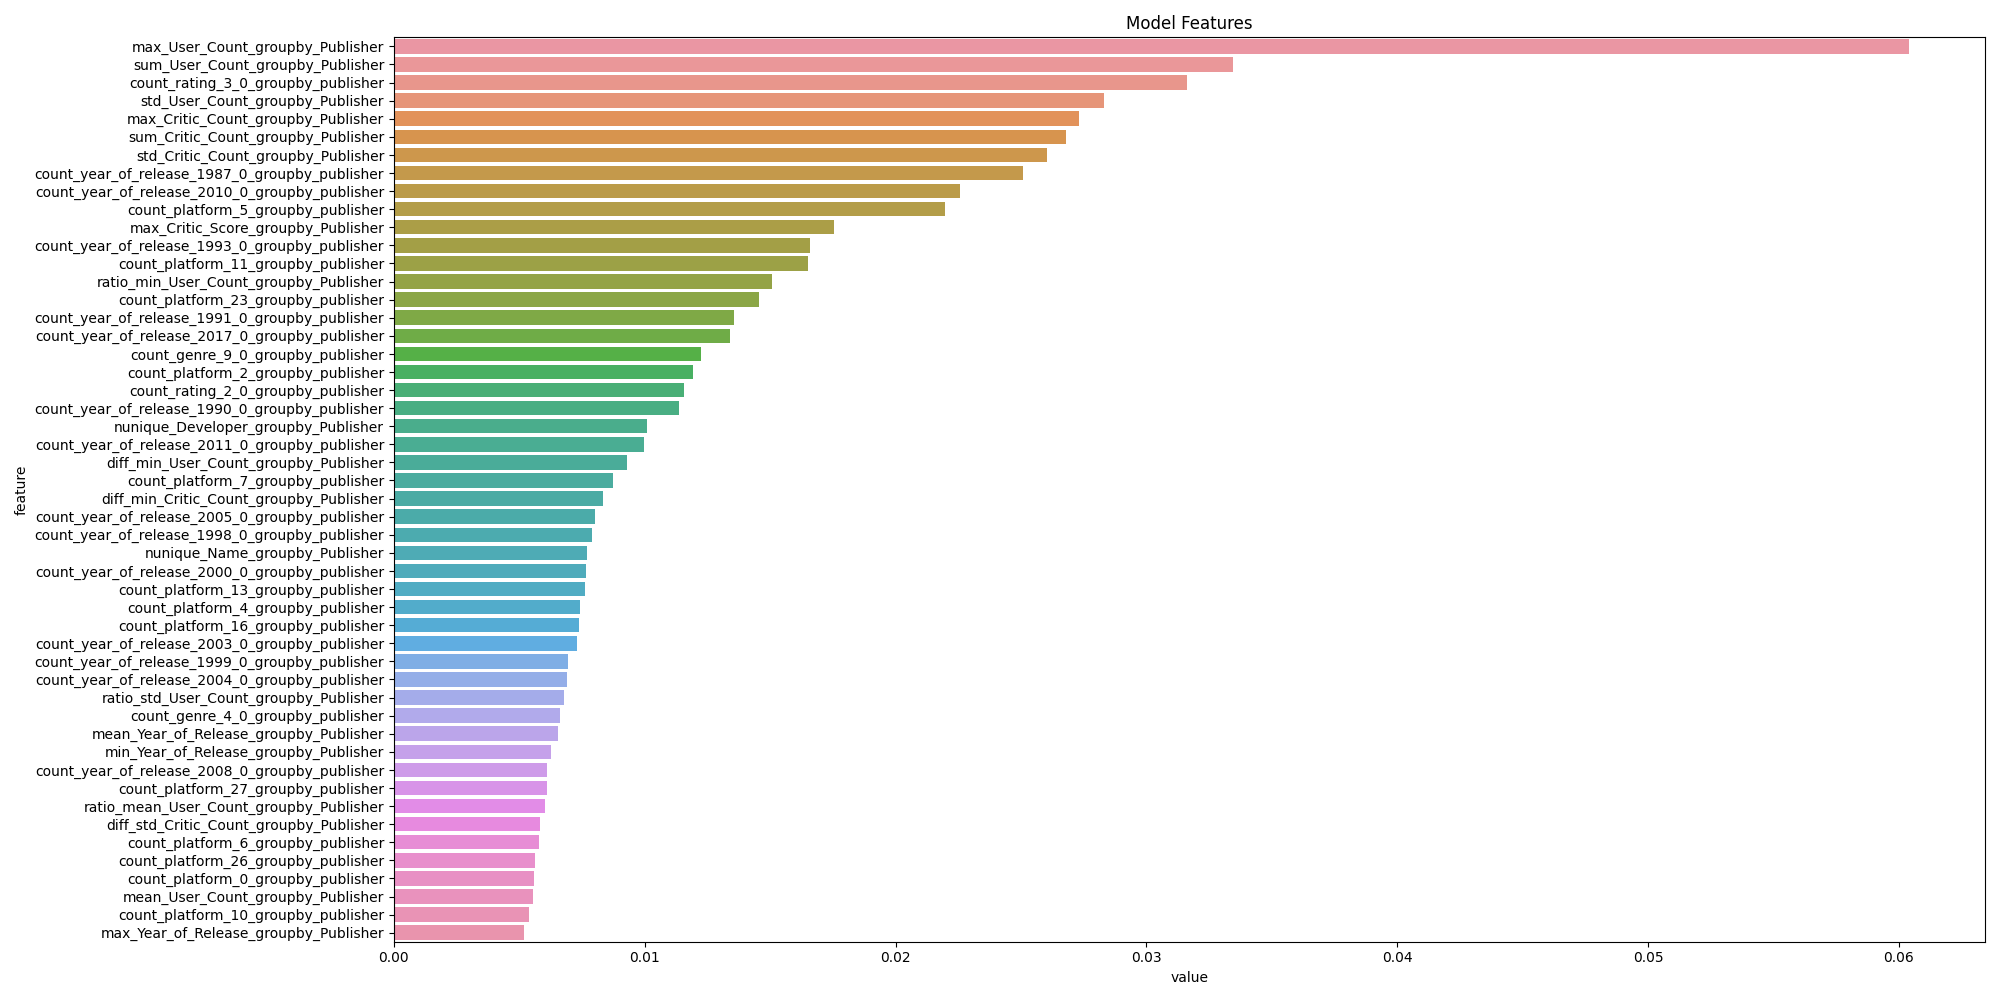 Model Features
max_User_Count_groupby_Publisher
sum_User_Count_groupby_Publisher
count_rating_3_0_groupby_publisher
std_User_Count_groupby_Publisher
max_Critic_Count_groupby_Publisher
sum_Critic_Count_groupby_Publisher
std_Critic_Count_groupby_Publisher
count_year_of_release_1987_0_groupby_publisher
count_year_of_release_2010_0_groupby_publisher
count_platform_5_groupby_publisher
max_Critic_Score_groupby_Publisher
count_year_of_release_1993_0_groupby_publisher
count_platform_11_groupby_publisher
ratio_min_User_Count_groupby_Publisher
count_platform_23_groupby_publisher
count_year_of_release_1991_0_groupby_publisher
count_year_of_release_2017_0_groupby_publisher
count_genre_9_0_groupby_publisher
count_platform_2_groupby_publisher
count_rating_2_0_groupby_publisher
count_year_of_release_1990_0_groupby_publisher
nunique_Developer_groupby_Publisher
count_year_of_release_2011_0_groupby_publisher
diff_min_User_Count_groupby_Publisher
count_platform_7_groupby_publisher
diff_min_Critic_Count_groupby_Publisher
count_year_of_release_2005_0_groupby_publisher
count_year_of_release_1998_0_groupby_publisher
nunique_Name_groupby_Publisher
count_year_of_release_2000_0_groupby_publisher
count_platform_13_groupby_publisher
count_platform_4_groupby_publisher
count_platform_16_groupby_publisher
count_year_of_release_2003_0_groupby_publisher
count_year_of_release_1999_0_groupby_publisher
count_year_of_release_2004_0_groupby_publisher
ratio_std_User_Count_groupby_Publisher
count_genre_4_0_groupby_publisher
mean_Year_of_Release_groupby_Publisher
min_Year_of_Release_groupby_Publisher
count_year_of_release_2008_0_groupby_publisher
count_platform_27_groupby_publisher
ratio_mean_User_Count_groupby_Publisher
diff_std_Critic_Count_groupby_Publisher
count_platform_6_groupby_publisher
count_platform_26_groupby_publisher
count_platform_0_groupby_publisher
mean_User_Count_groupby_Publisher
count_platform_10_groupby_publisher
max_Year_of_Release_groupby_Publisher
feature
0.00 0.01 0.02 0.03 0.04 0.05 0.06
value